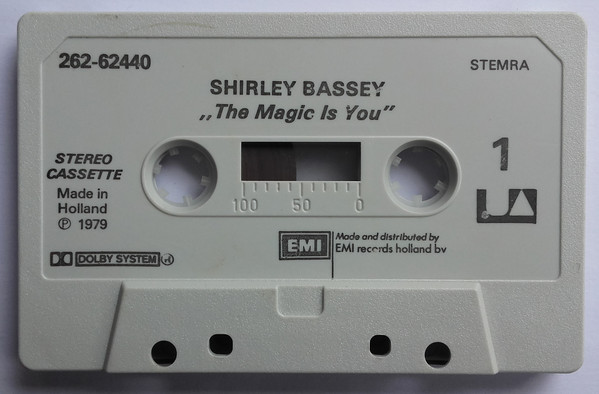 262-62440
STEMRA
SHIRLEY BASSEY
„The Magic Is You”
STEREO
CASSETTE
Made in
Holland
℗ 1979
1
UA
100 50 0
DOLBY SYSTEM
EMI
Made and distributed by
EMI records holland bv